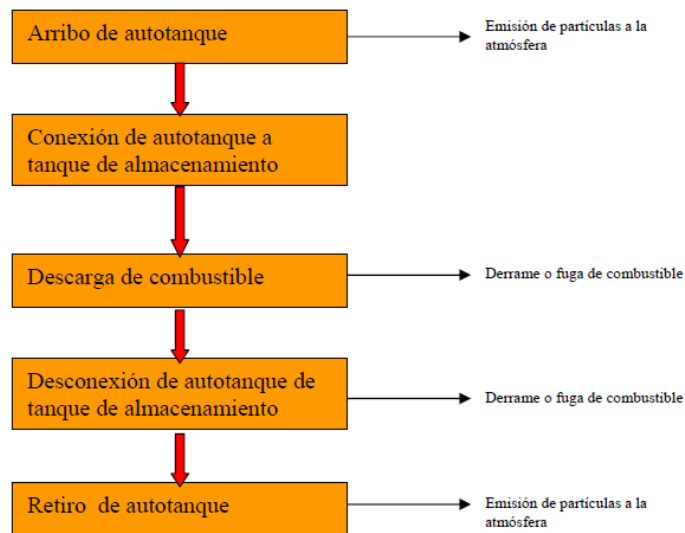 Arribo de autotanque
Emisión de partículas a la
atmósfera
Conexión de autotanque a
tanque de almacenamiento
Descarga de combustible
Derrame o fuga de combustible
Desconexión de autotanque de
tanque de almacenamiento
Derrame o fuga de combustible
Retiro de autotanque
Emisión de partículas a la
atmósfera